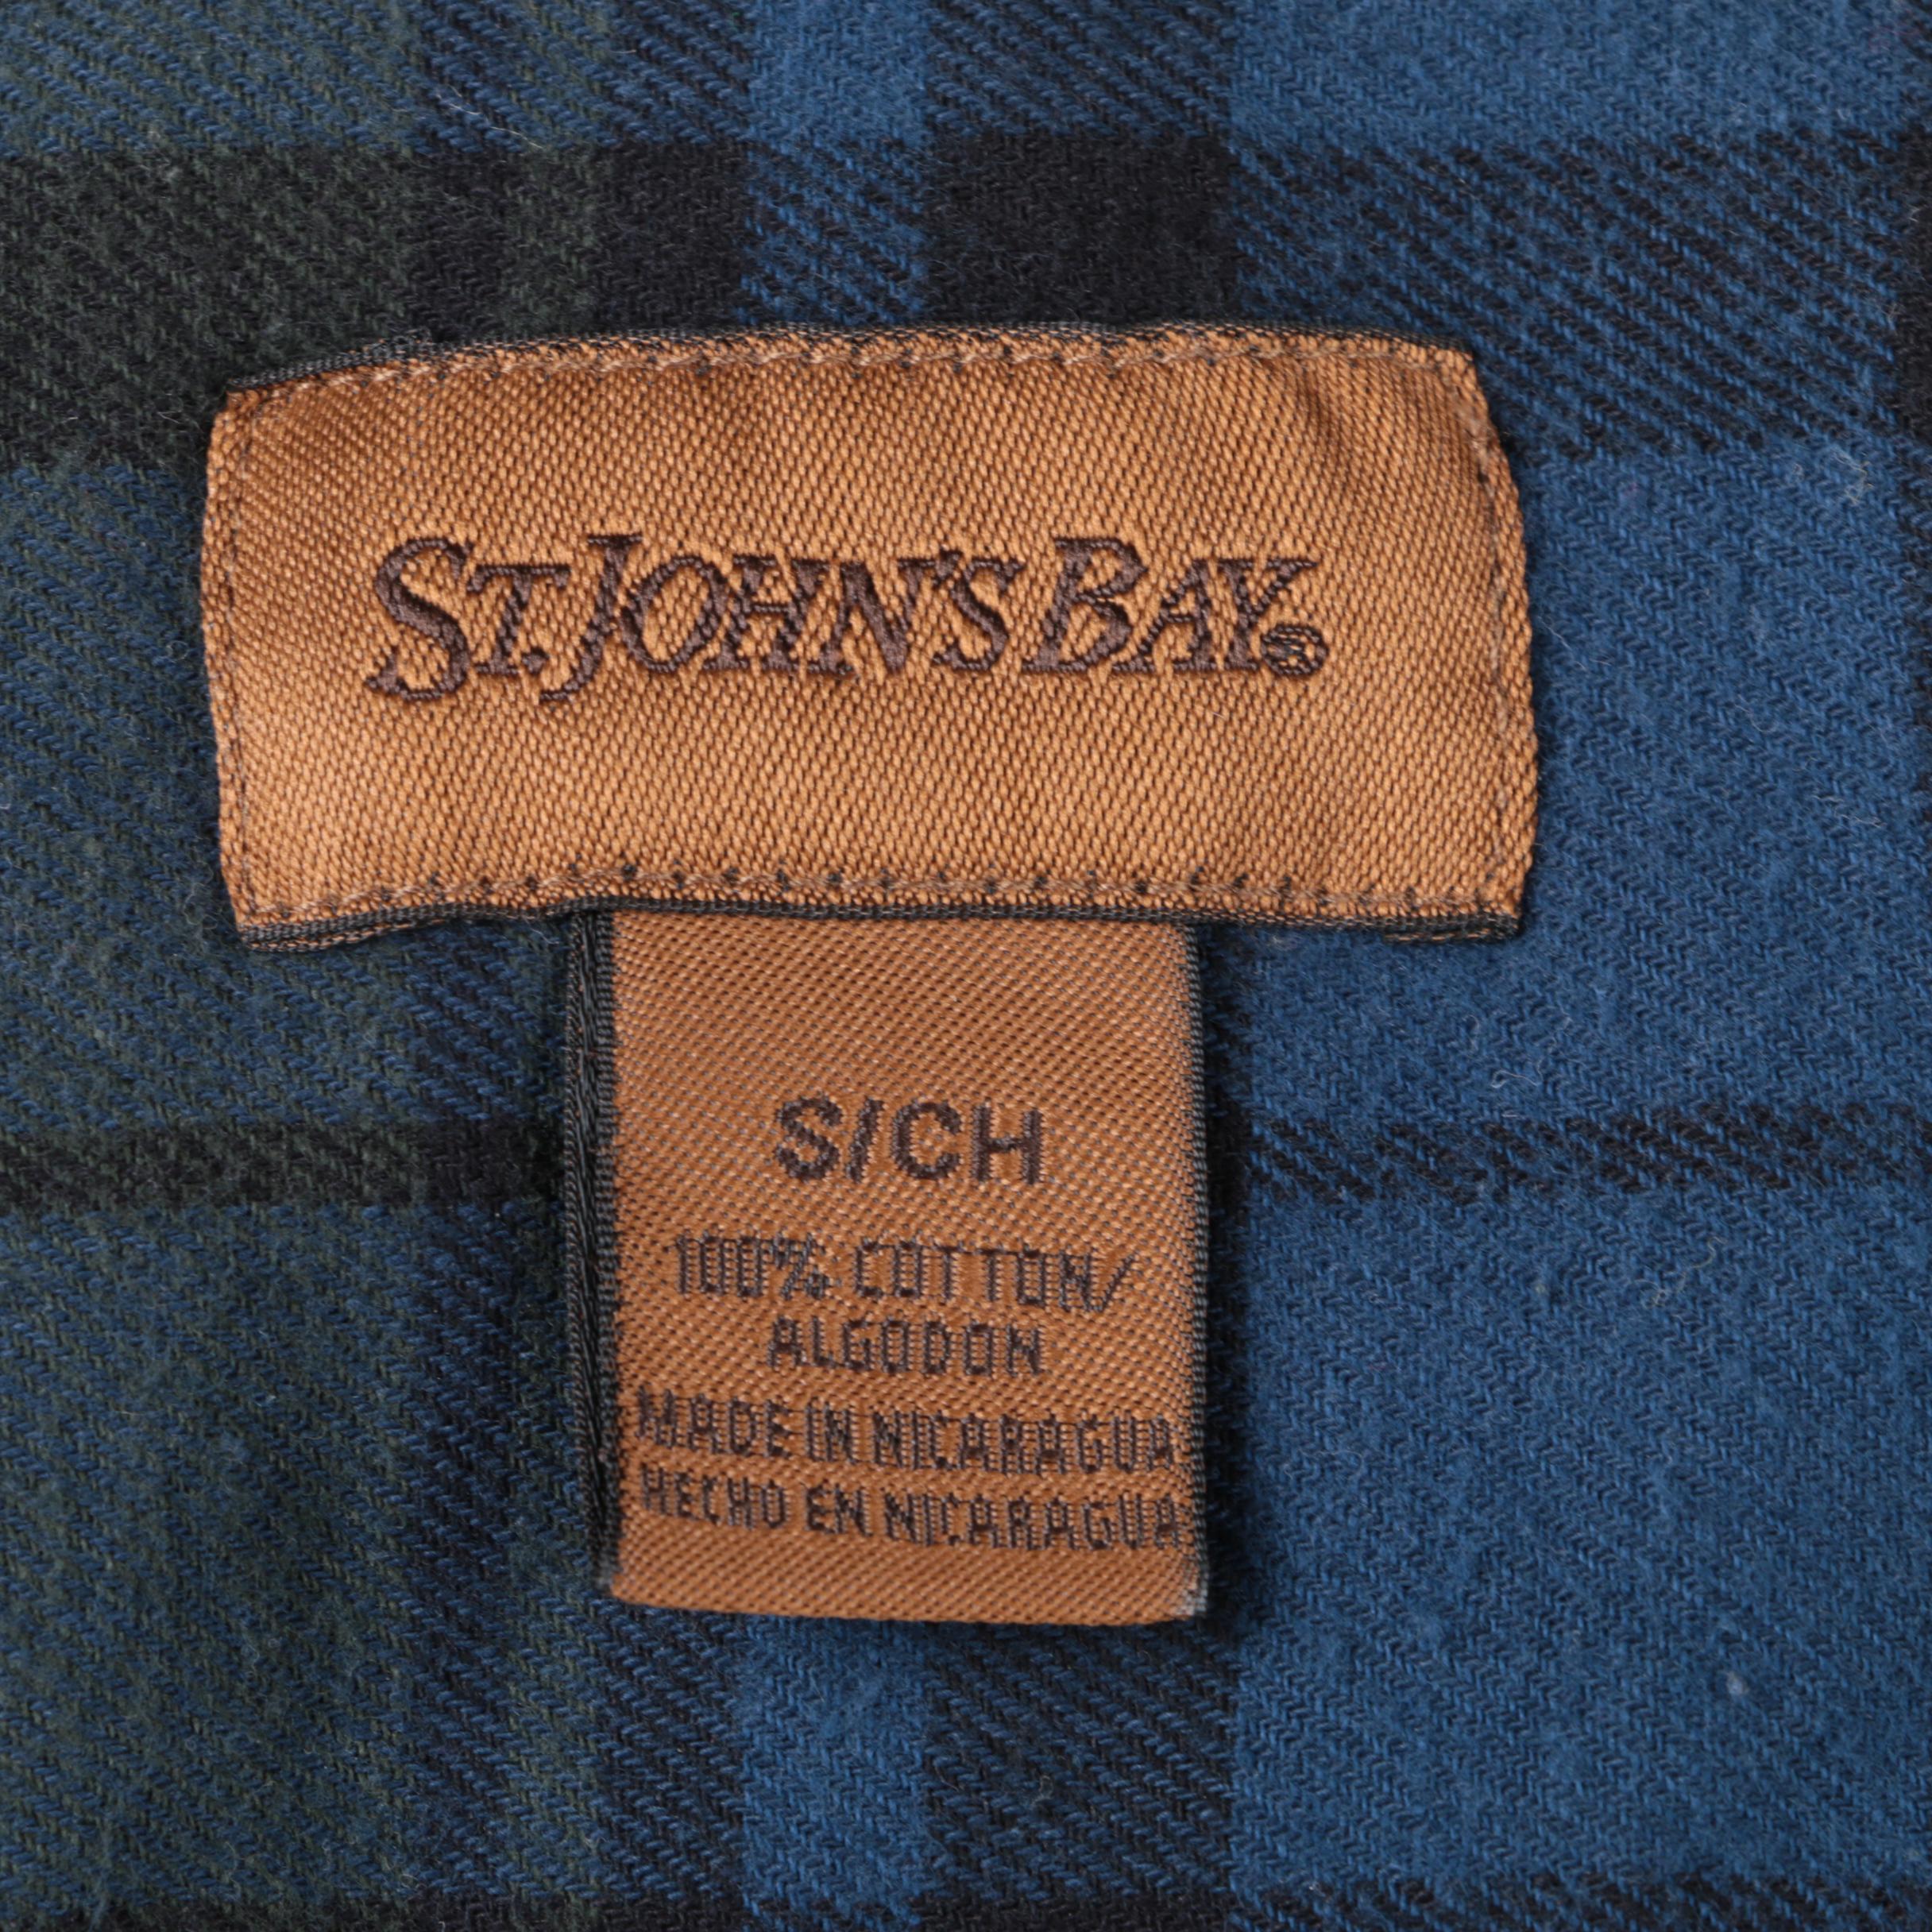 ST. JOHN'S BAY®
S/CH
100% COTTON/
ALGODON
MADE IN NICARAGUA
HECHO EN NICARAGUA